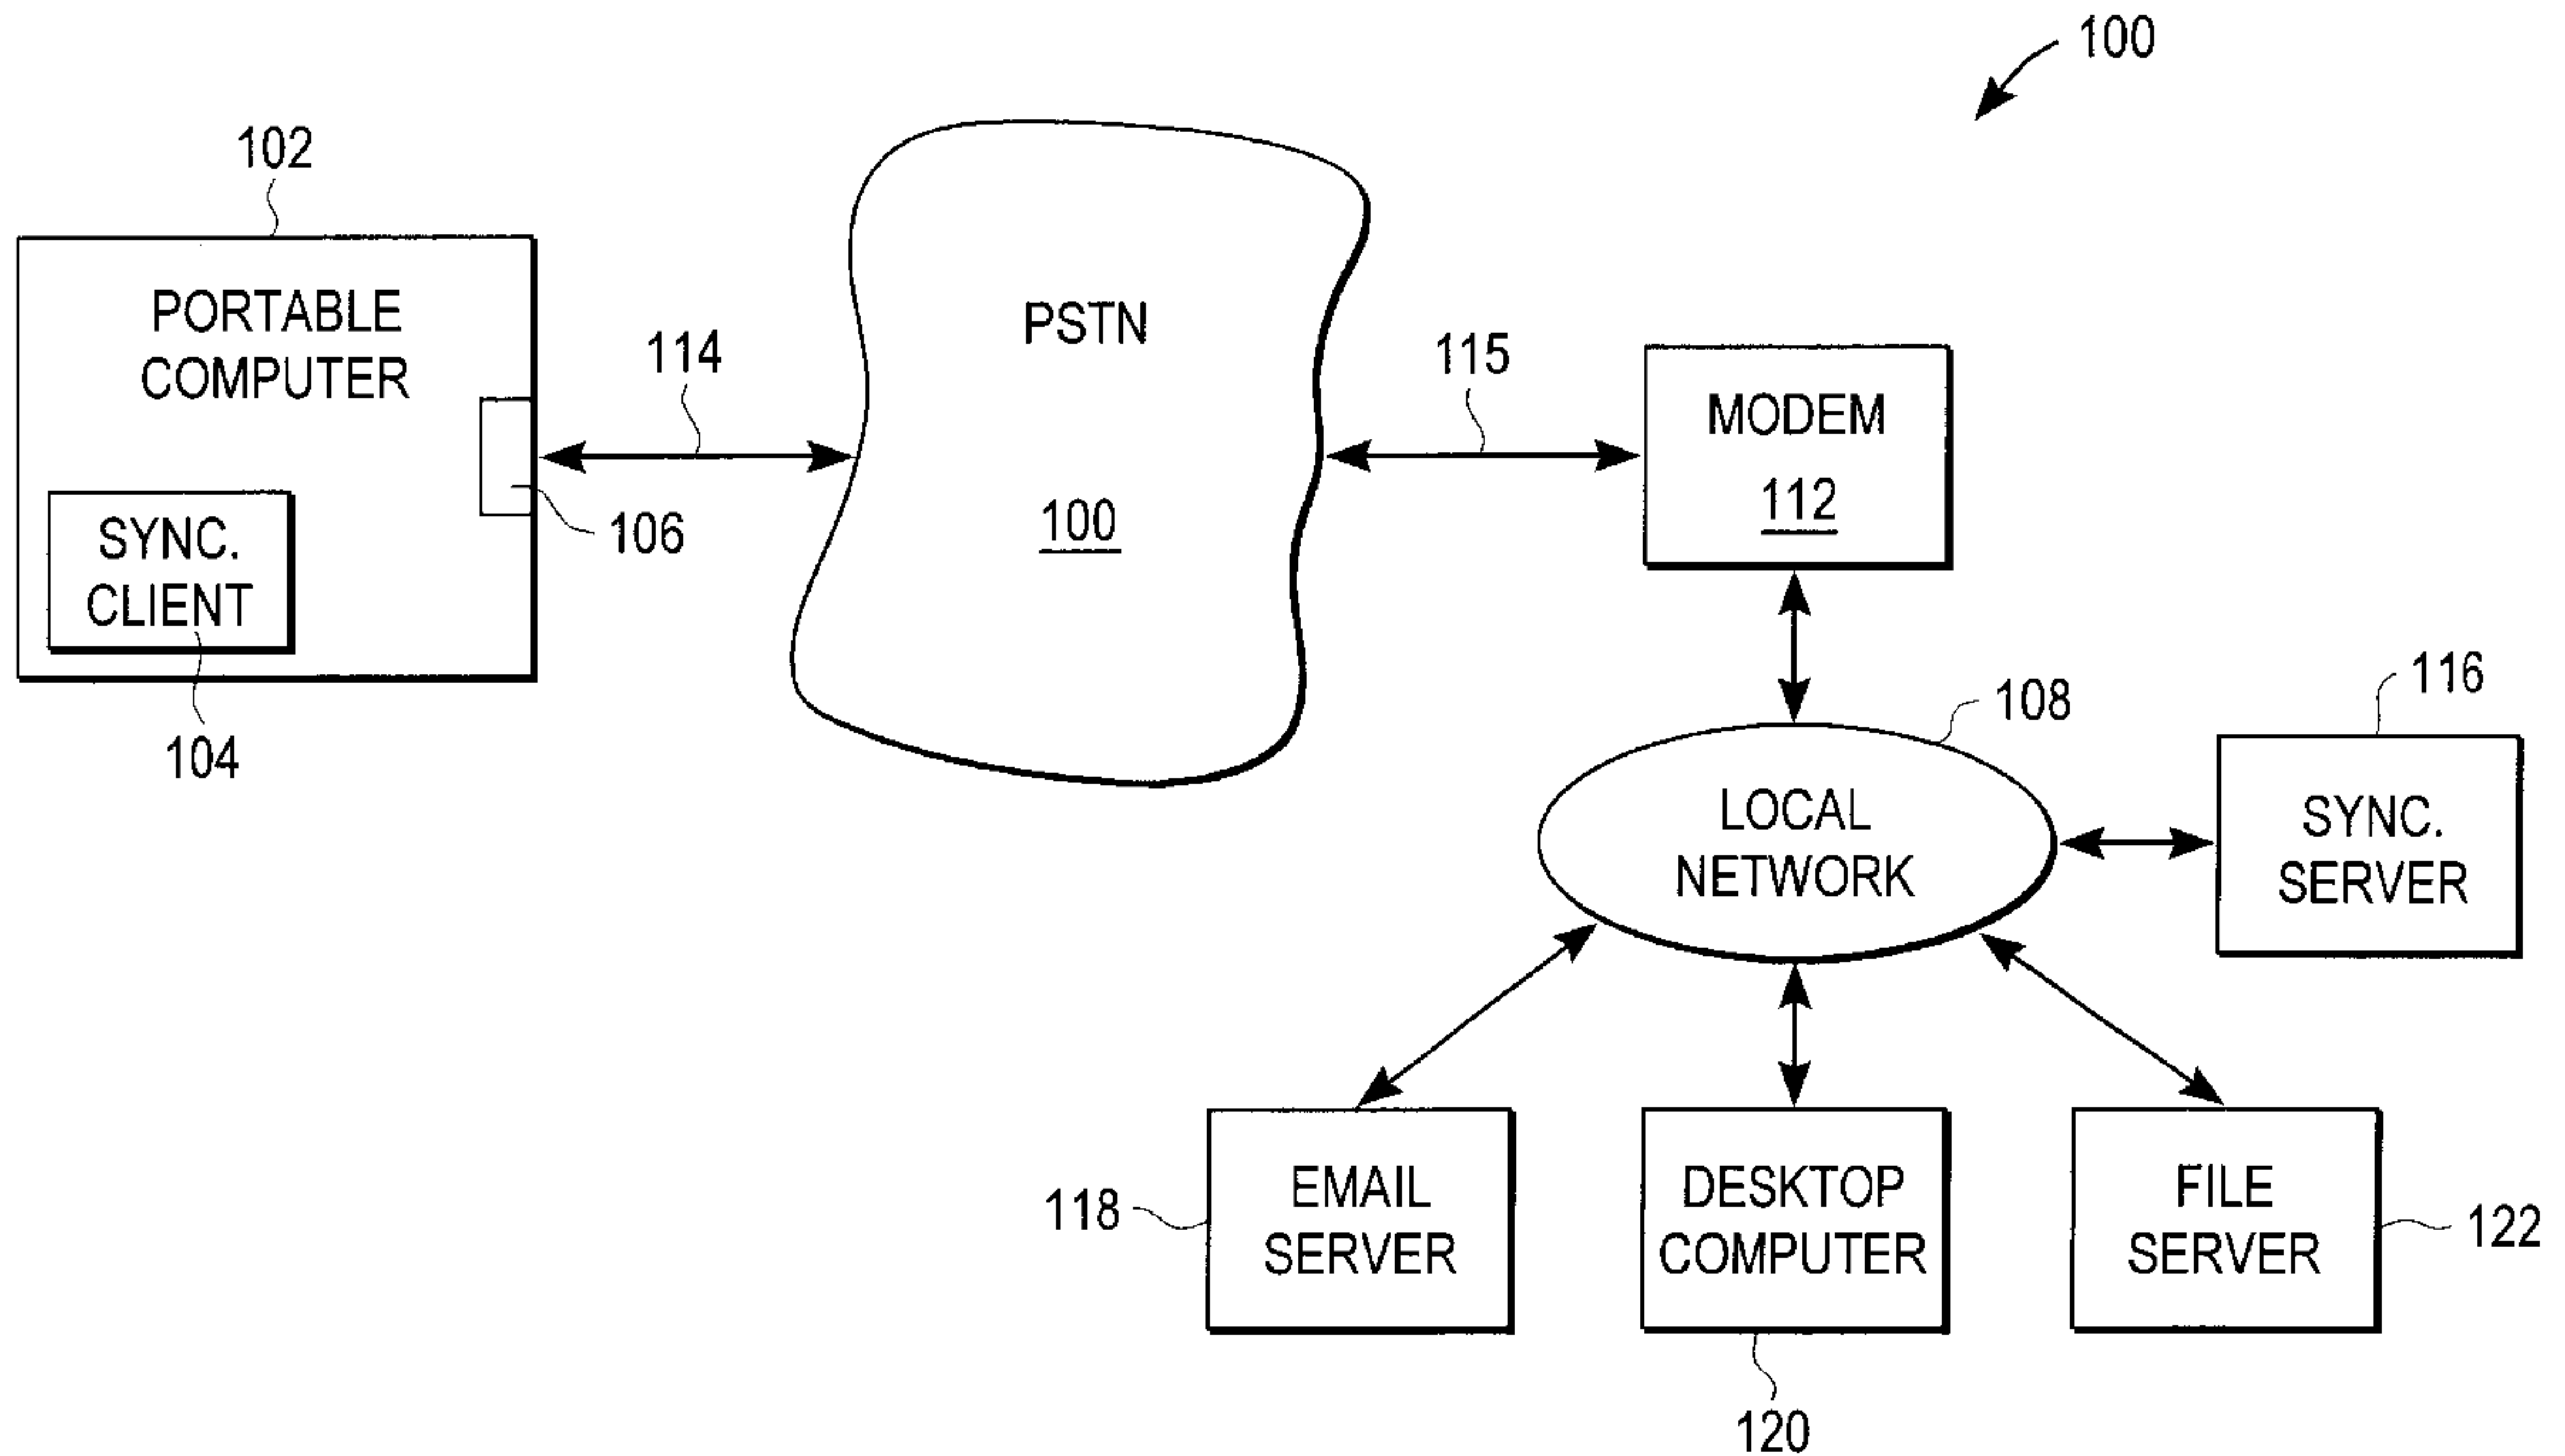 100
102
PORTABLE
COMPUTER
SYNC.
CLIENT
104
106
114
PSTN
100
115
MODEM
112
108
LOCAL
NETWORK
116
SYNC.
SERVER
118
EMAIL
SERVER
DESKTOP
COMPUTER
120
FILE
SERVER
122